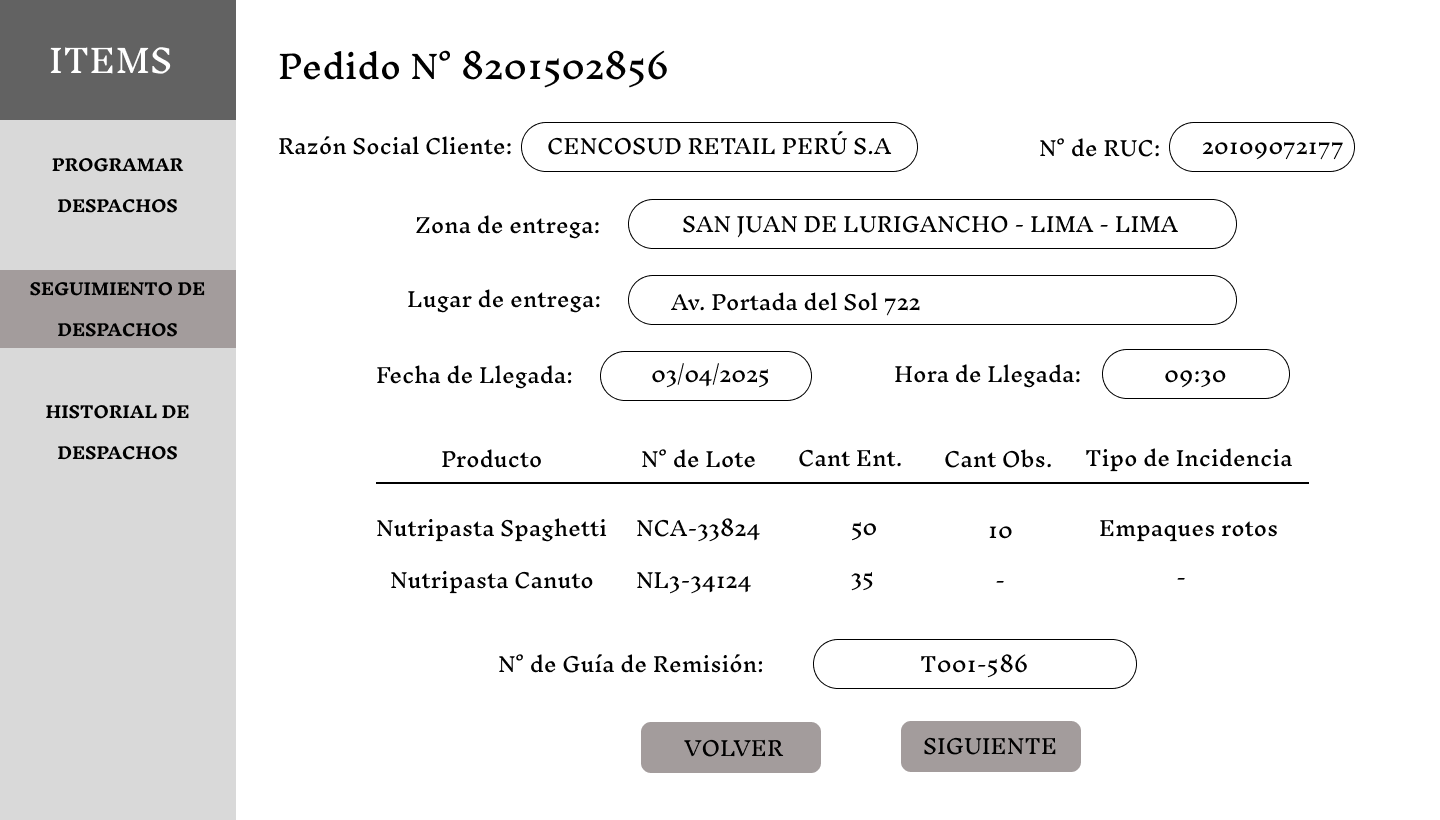 ITEMS
PROGRAMAR
DESPACHOS
SEGUIMIENTO DE
DESPACHOS
HISTORIAL DE
DESPACHOS
Pedido N° 8201502856
Razón Social Cliente: CENCOSUD RETAIL PERÚ S.A N° de RUC: 20109072177
Zona de entrega: SAN JUAN DE LURIGANCHO - LIMA - LIMA
Lugar de entrega: Av. Portada del Sol 722
Fecha de Llegada: 03/04/2025 Hora de Llegada: 09:30
Producto N° de Lote Cant Ent. Cant Obs. Tipo de Incidencia
Nutripasta Spaghetti NCA-33824 50 10 Empaques rotos
Nutripasta Canuto NL3-34124 35 - -
N° de Guía de Remisión: T001-586
VOLVER SIGUIENTE